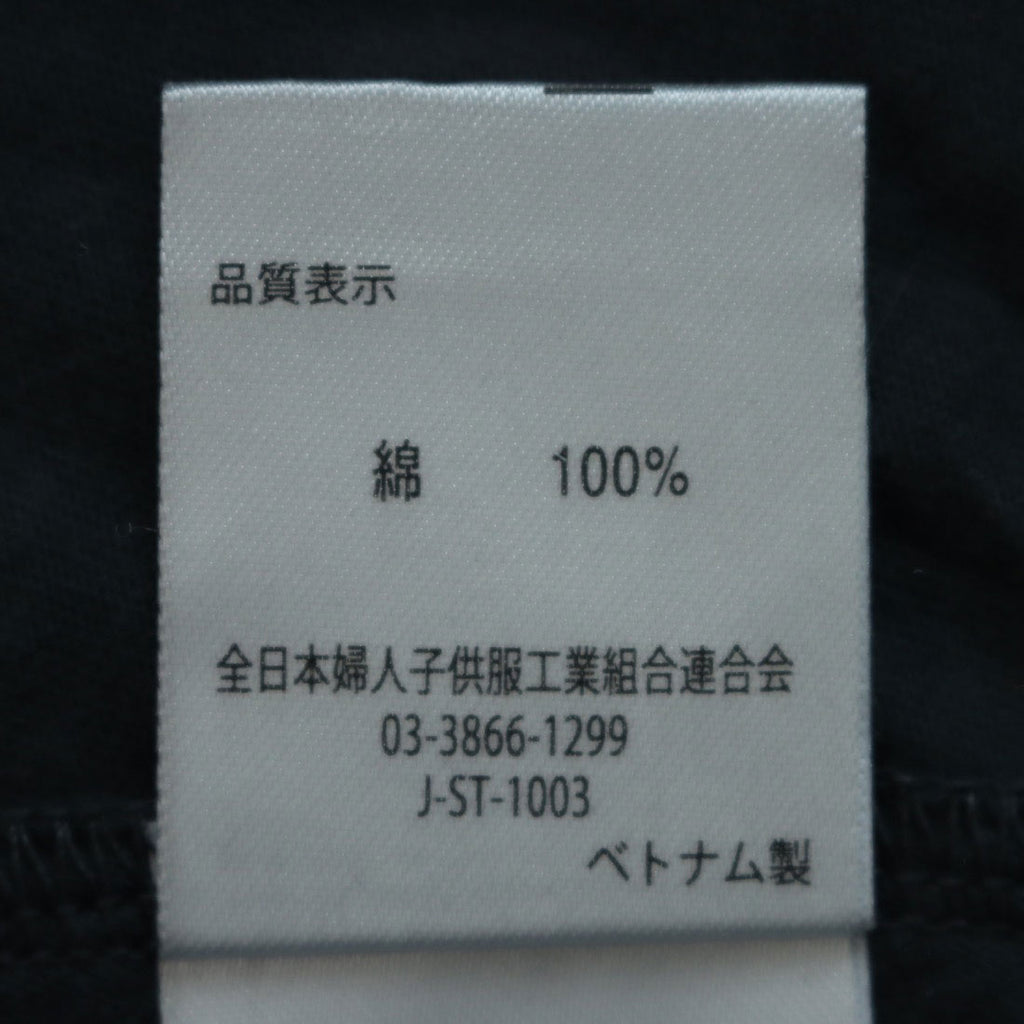 品質表示
綿 100%
全日本婦人子供服工業組合連合会
03-3866-1299
J-ST-1003
ベトナム製